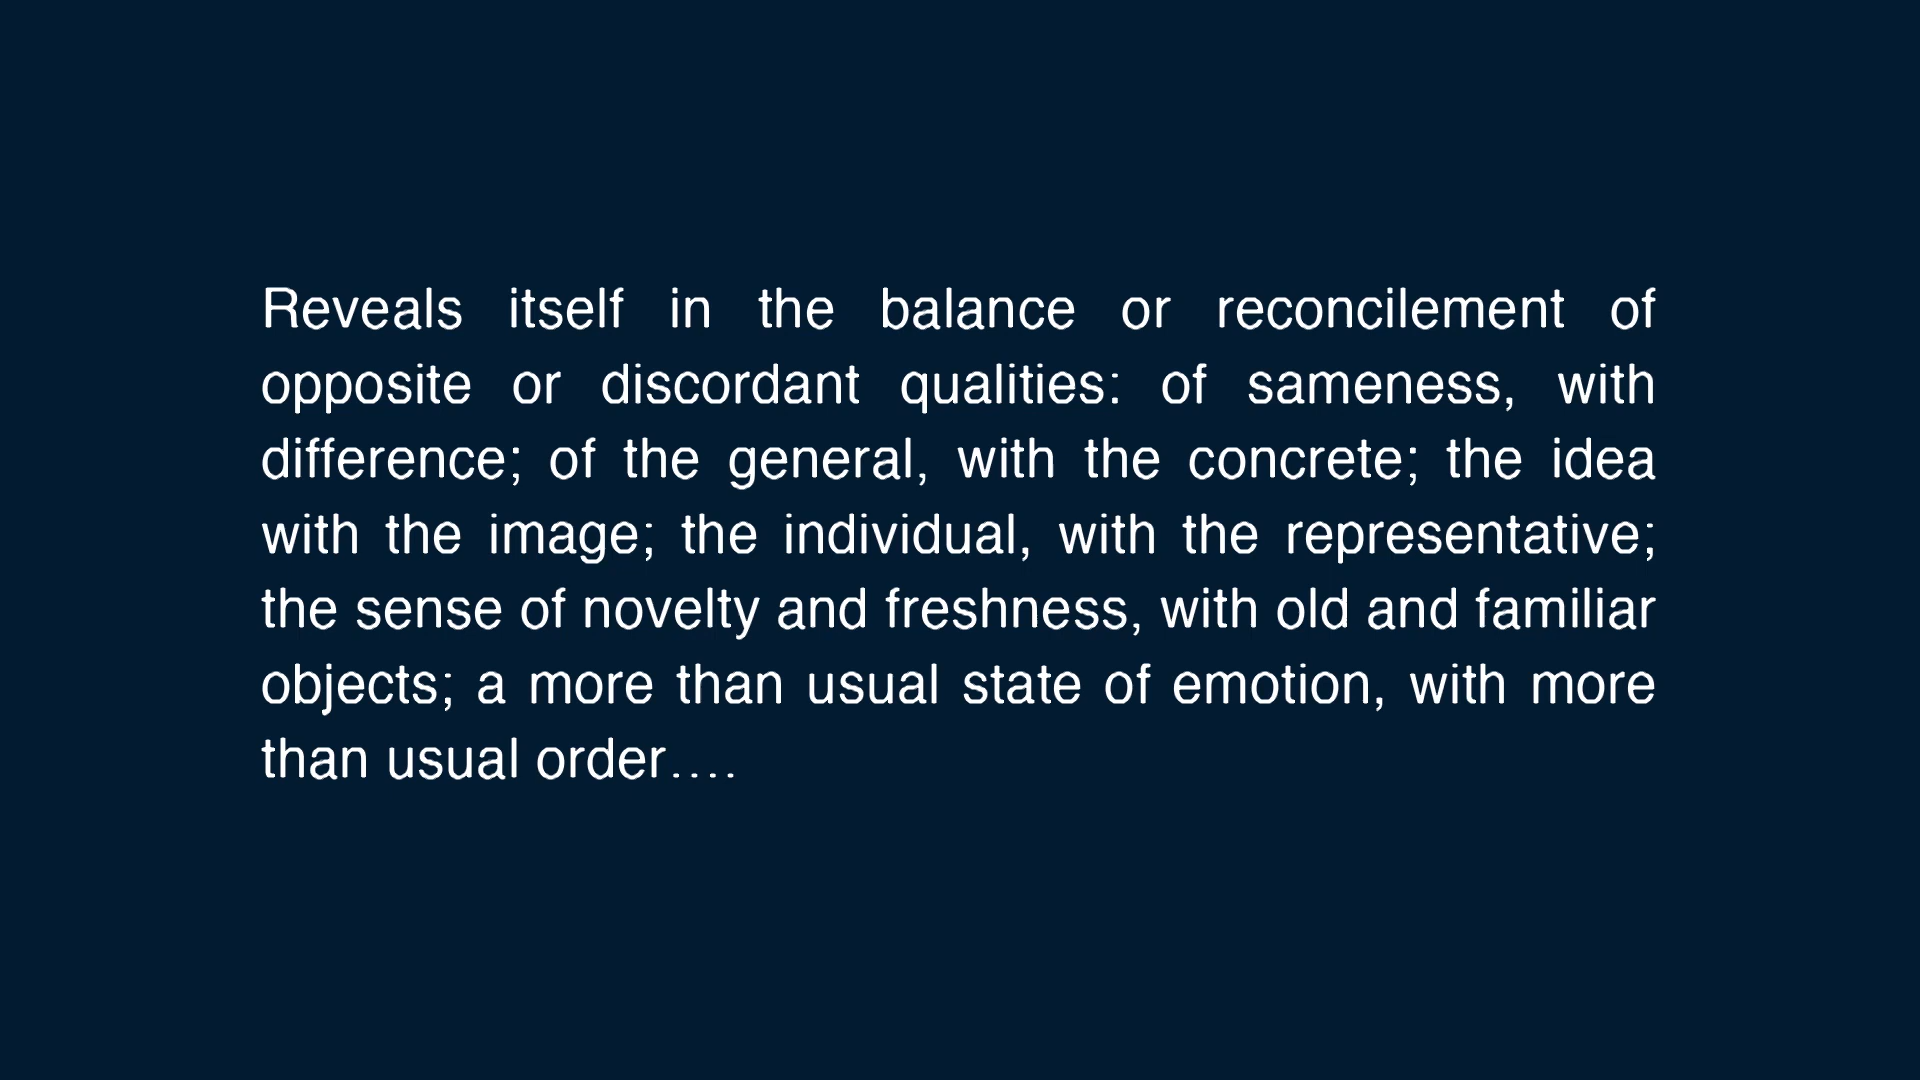 Reveals itself in the balance or reconcilement of
opposite or discordant qualities: of sameness, with
difference; of the general, with the concrete; the idea
with the image; the individual, with the representative;
the sense of novelty and freshness, with old and familiar
objects; a more than usual state of emotion, with more
than usual order....